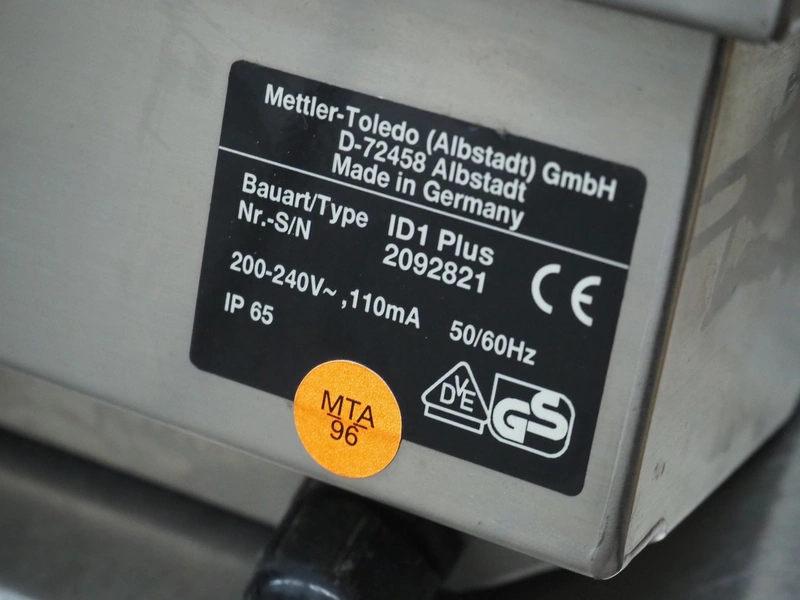 Mettler-Toledo (Albstadt) GmbH
D-72458 Albstadt
Made in Germany
Bauart/Type ID1 Plus
Nr.-S/N 2092821
200-240V~ ,110mA 50/60Hz
IP 65
CE
MTA
96
DVE
GS